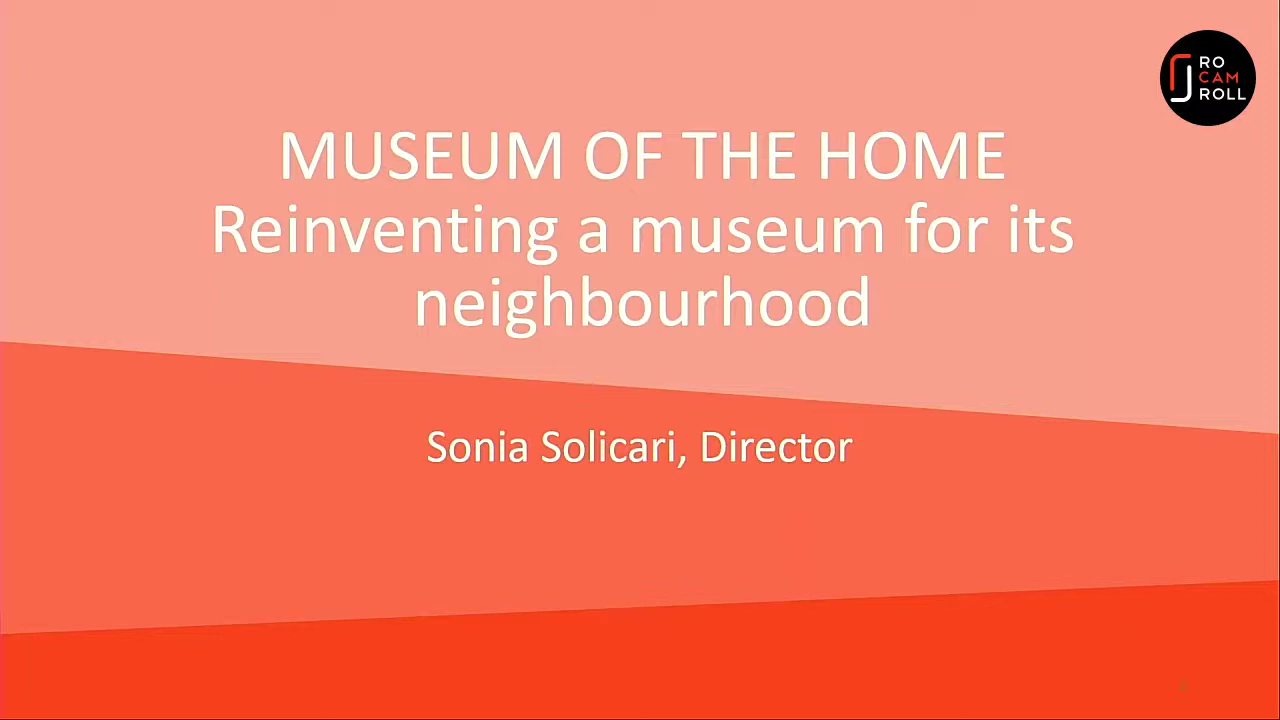 RO
CAM
ROLL
MUSEUM OF THE HOME
Reinventing a museum for its
neighbourhood
Sonia Solicari, Director